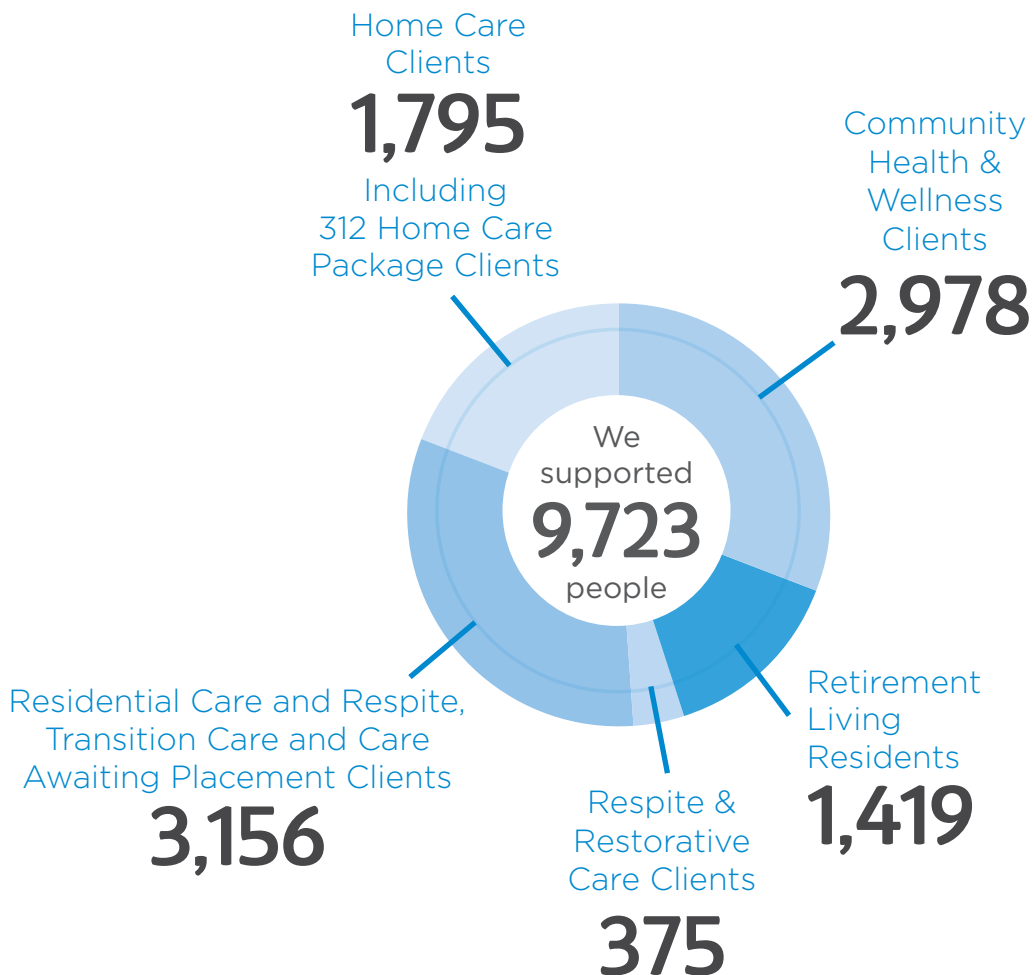 Home Care
Clients
1,795
Including
312 Home Care
Package Clients
Community
Health &
Wellness
Clients
2,978
We
supported
9,723
people
Residential Care and Respite,
Transition Care and Care
Awaiting Placement Clients
3,156
Respite &
Restorative
Care Clients
375
Retirement
Living
Residents
1,419